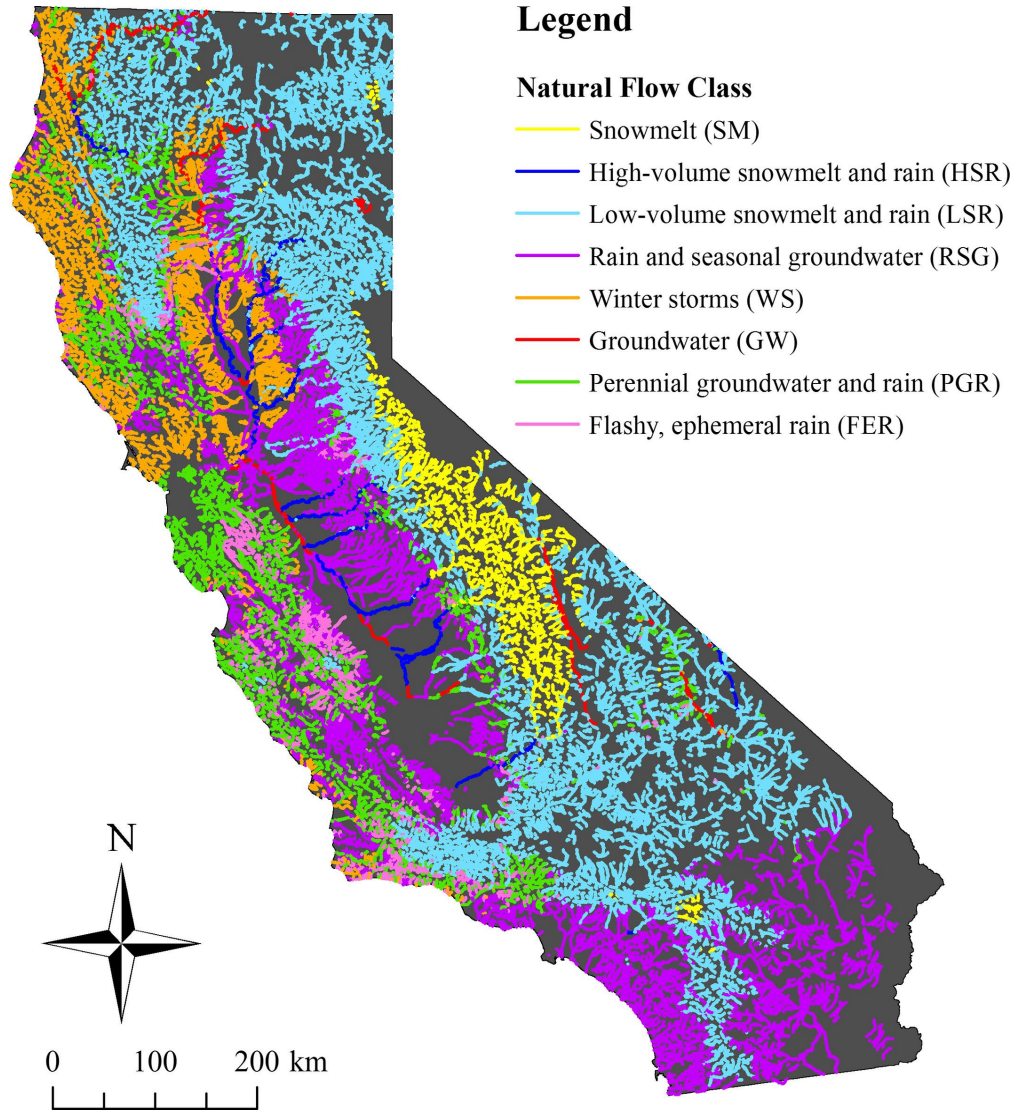 Legend
Natural Flow Class
Snowmelt (SM)
High-volume snowmelt and rain (HSR)
Low-volume snowmelt and rain (LSR)
Rain and seasonal groundwater (RSG)
Winter storms (WS)
Groundwater (GW)
Perennial groundwater and rain (PGR)
Flashy, ephemeral rain (FER)
N
0 100 200 km